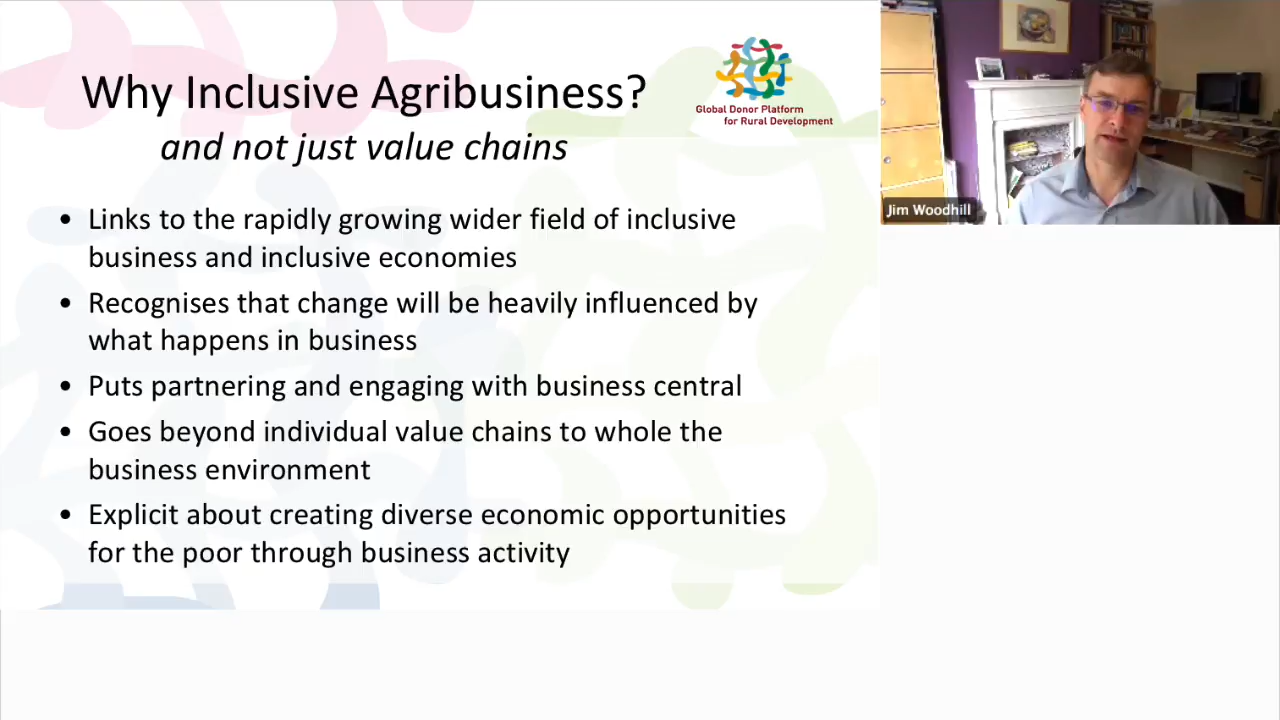 Why Inclusive Agribusiness?
and not just value chains
Global Donor Platform
for Rural Development
• Links to the rapidly growing wider field of inclusive
business and inclusive economies
• Recognises that change will be heavily influenced by
what happens in business
• Puts partnering and engaging with business central
• Goes beyond individual value chains to whole the
business environment
• Explicit about creating diverse economic opportunities
for the poor through business activity
Jim Woodhill